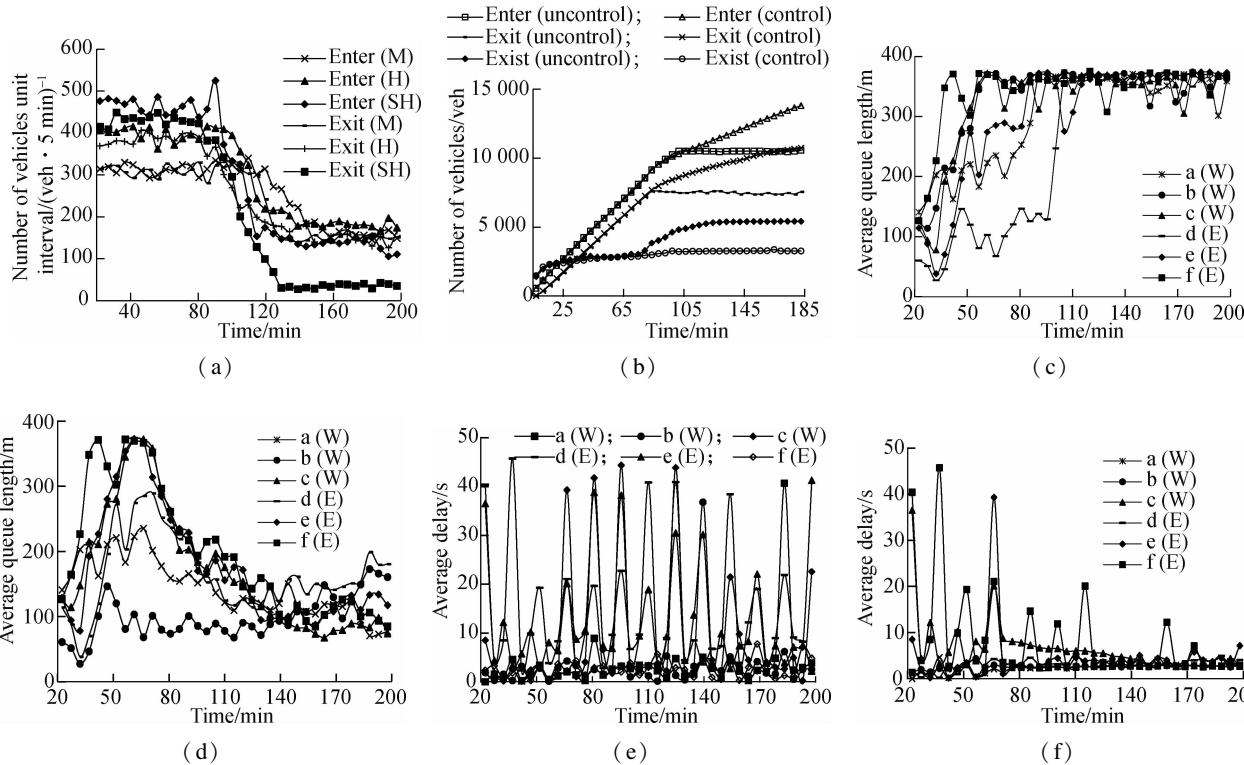 Number of vehicles unit
interval/(veh · 5 min)⁻¹
600
500
400
300
200
100
0
40
80
120
160
200
Time/min
Enter (M)
Enter (H)
Enter (SH)
Exit (M)
Exit (H)
Exit (SH)
(a)
Enter (uncontrol);
Enter (control)
Exit (uncontrol);
Exit (control)
Exist (uncontrol);
Exist (control)
Number of vehicles/veh
15 000
10 000
5 000
0
25
65
105
145
185
Time/min
(b)
Average queue length/m
400
300
200
100
0
20
50
80
110
140
170
200
Time/min
a (W)
b (W)
c (W)
d (E)
e (E)
f (E)
(c)
Average queue length/m
400
300
200
100
0
20
50
80
110
140
170
200
Time/min
a (W)
b (W)
c (W)
d (E)
e (E)
f (E)
(d)
Average delay/s
50
40
30
20
10
0
20
50
80
110
140
170
200
Time/min
a (W);
b (W);
c (W)
d (E);
e (E);
f (E)
(e)
Average delay/s
50
40
30
20
10
0
20
50
80
110
140
170
200
Time/min
a (W)
b (W)
c (W)
d (E)
e (E)
f (E)
(f)